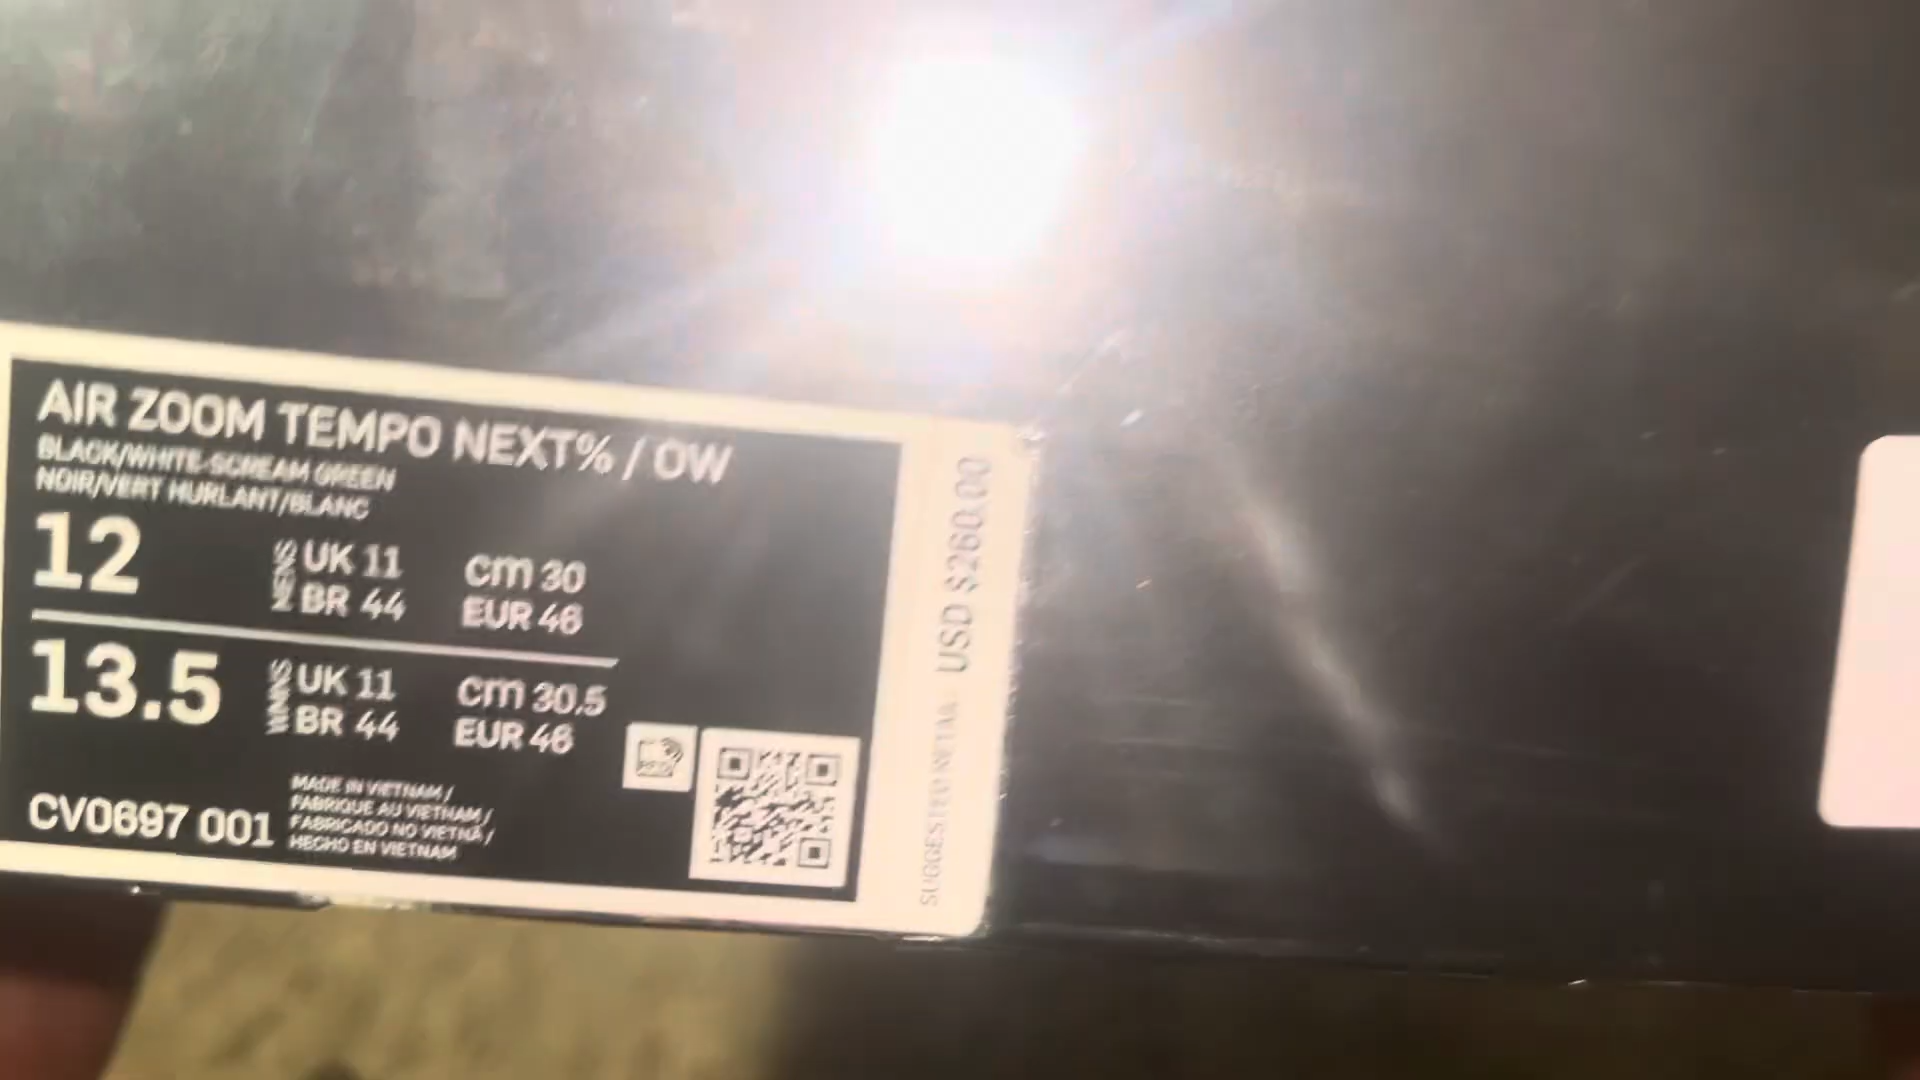 AIR ZOOM TEMPO NEXT% / OW
BLACK/WHITE-SCREAM GREEN
NOIR/VERT HURLANT/BLANC
12
MENS
UK 11
cm 30
BR 44
EUR 46
13.5
WMNS
UK 11
cm 30.5
BR 44
EUR 46
CV0697 001
MADE IN VIETNAM /
FABRIQUE AU VIETNAM /
FABRICADO NO VIETNÃ /
HECHO EN VIETNAM
SUGGESTED RETAIL USD $260.00